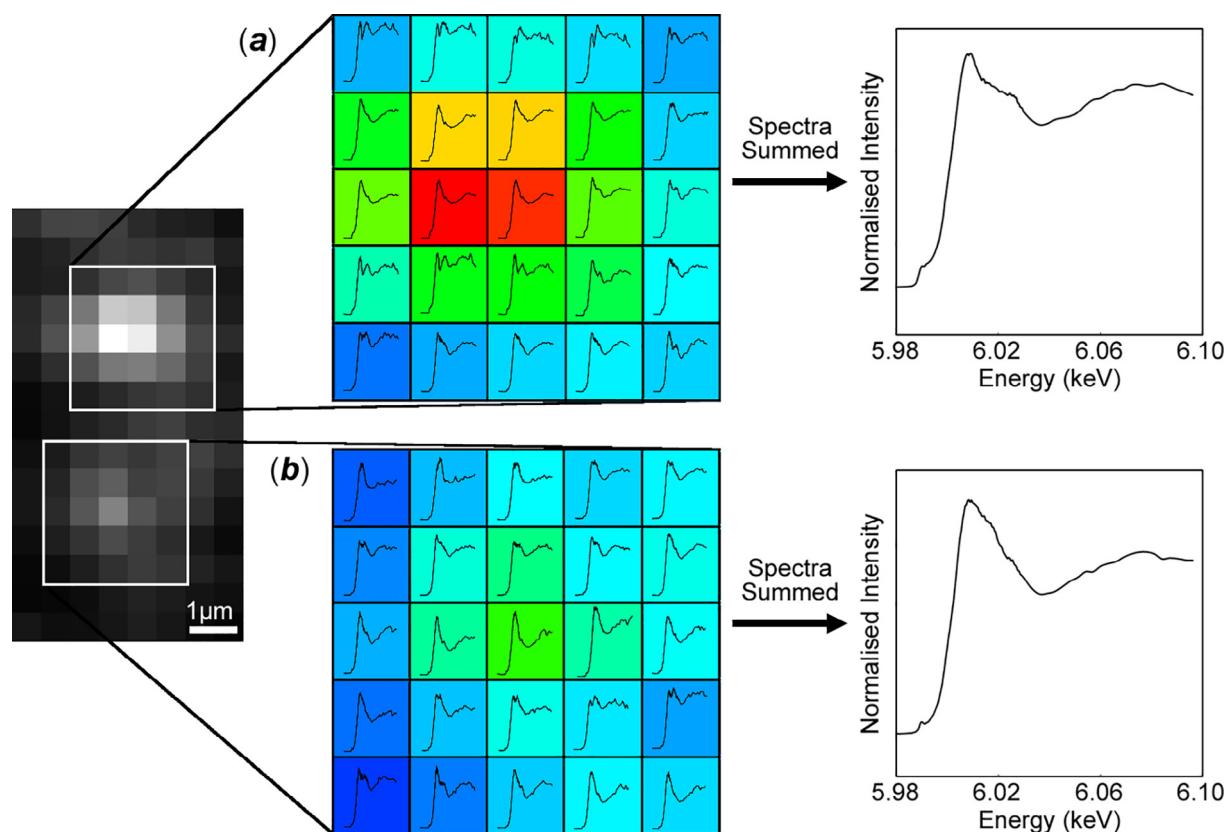 (a)
Spectra
Summed
Normalised Intensity
5.98 6.02 6.06 6.10
Energy (keV)
1µm
(b)
Spectra
Summed
Normalised Intensity
5.98 6.02 6.06 6.10
Energy (keV)